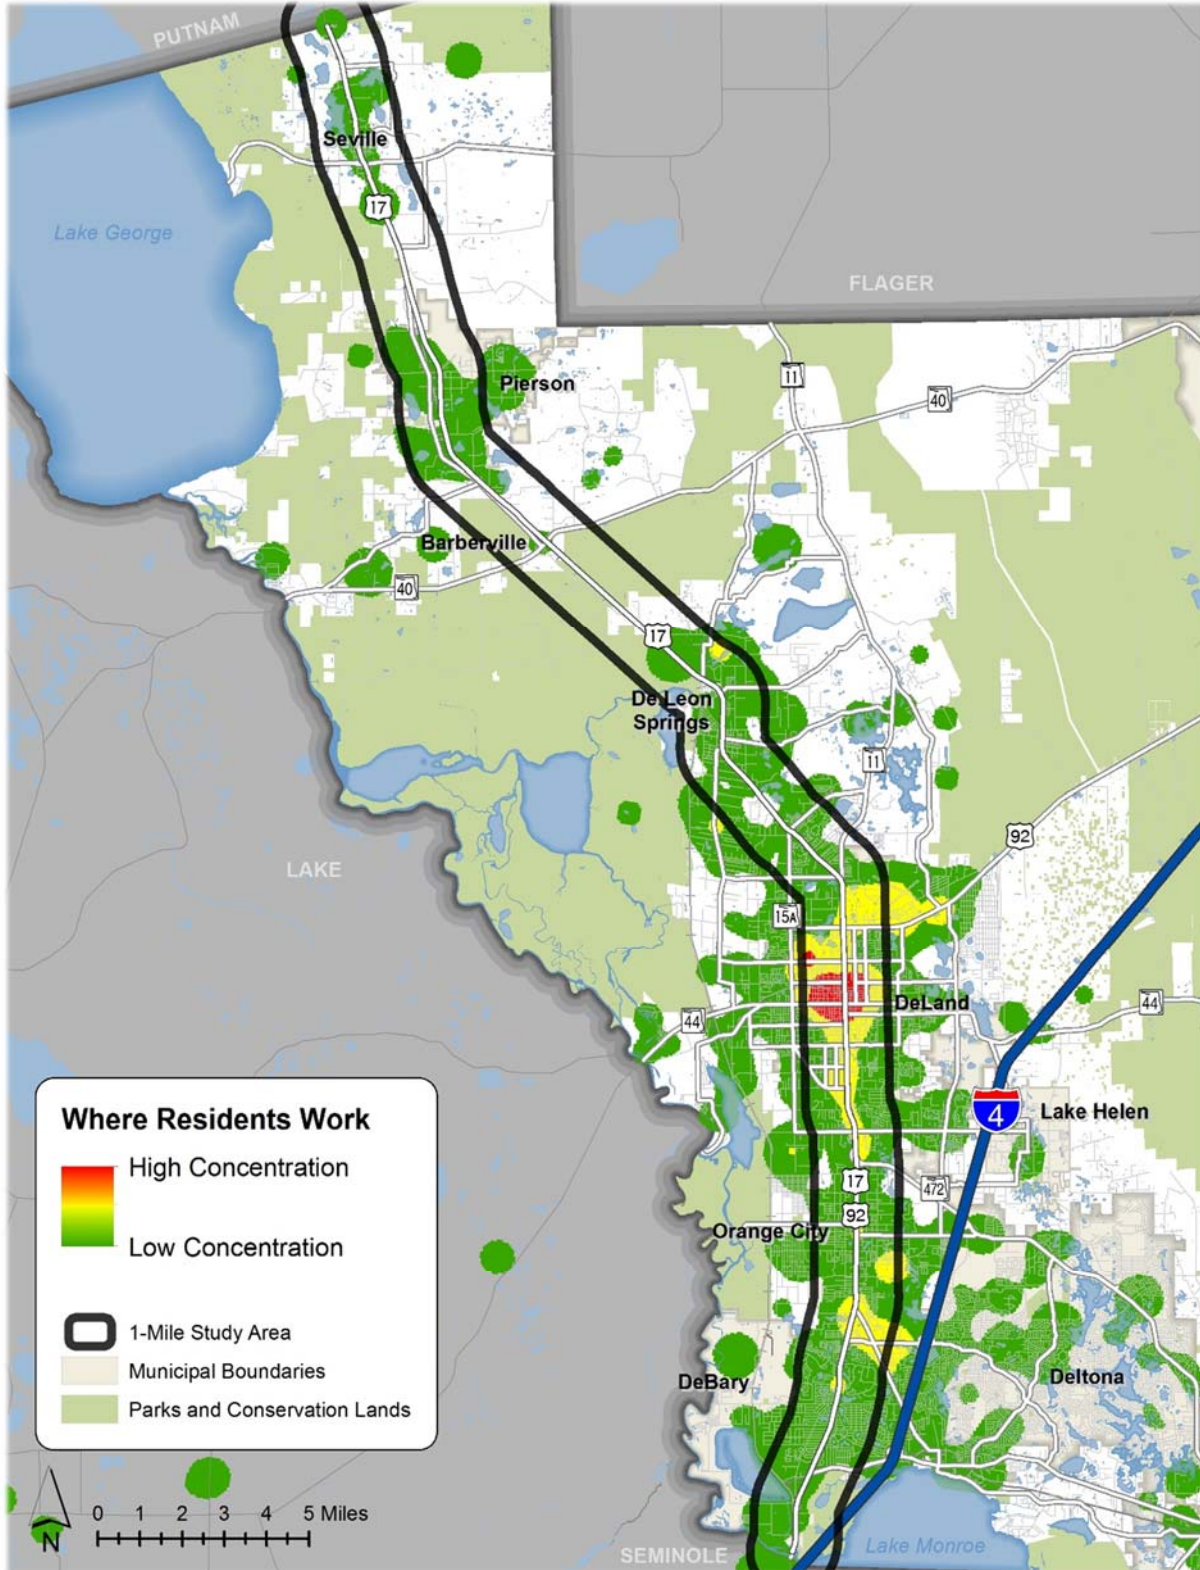 PUTNAM
Seville
17
Lake George
FLAGER
11
40
Pierson
Barberville
40
17
De Leon
Springs
11
92
LAKE
15A
DeLand
44
44
4
Lake Helen
17
472
92
Orange City
DeBary
Deltona
Where Residents Work
High Concentration
Low Concentration
1-Mile Study Area
Municipal Boundaries
Parks and Conservation Lands
N
0 1 2 3 4 5 Miles
SEMINOLE
Lake Monroe